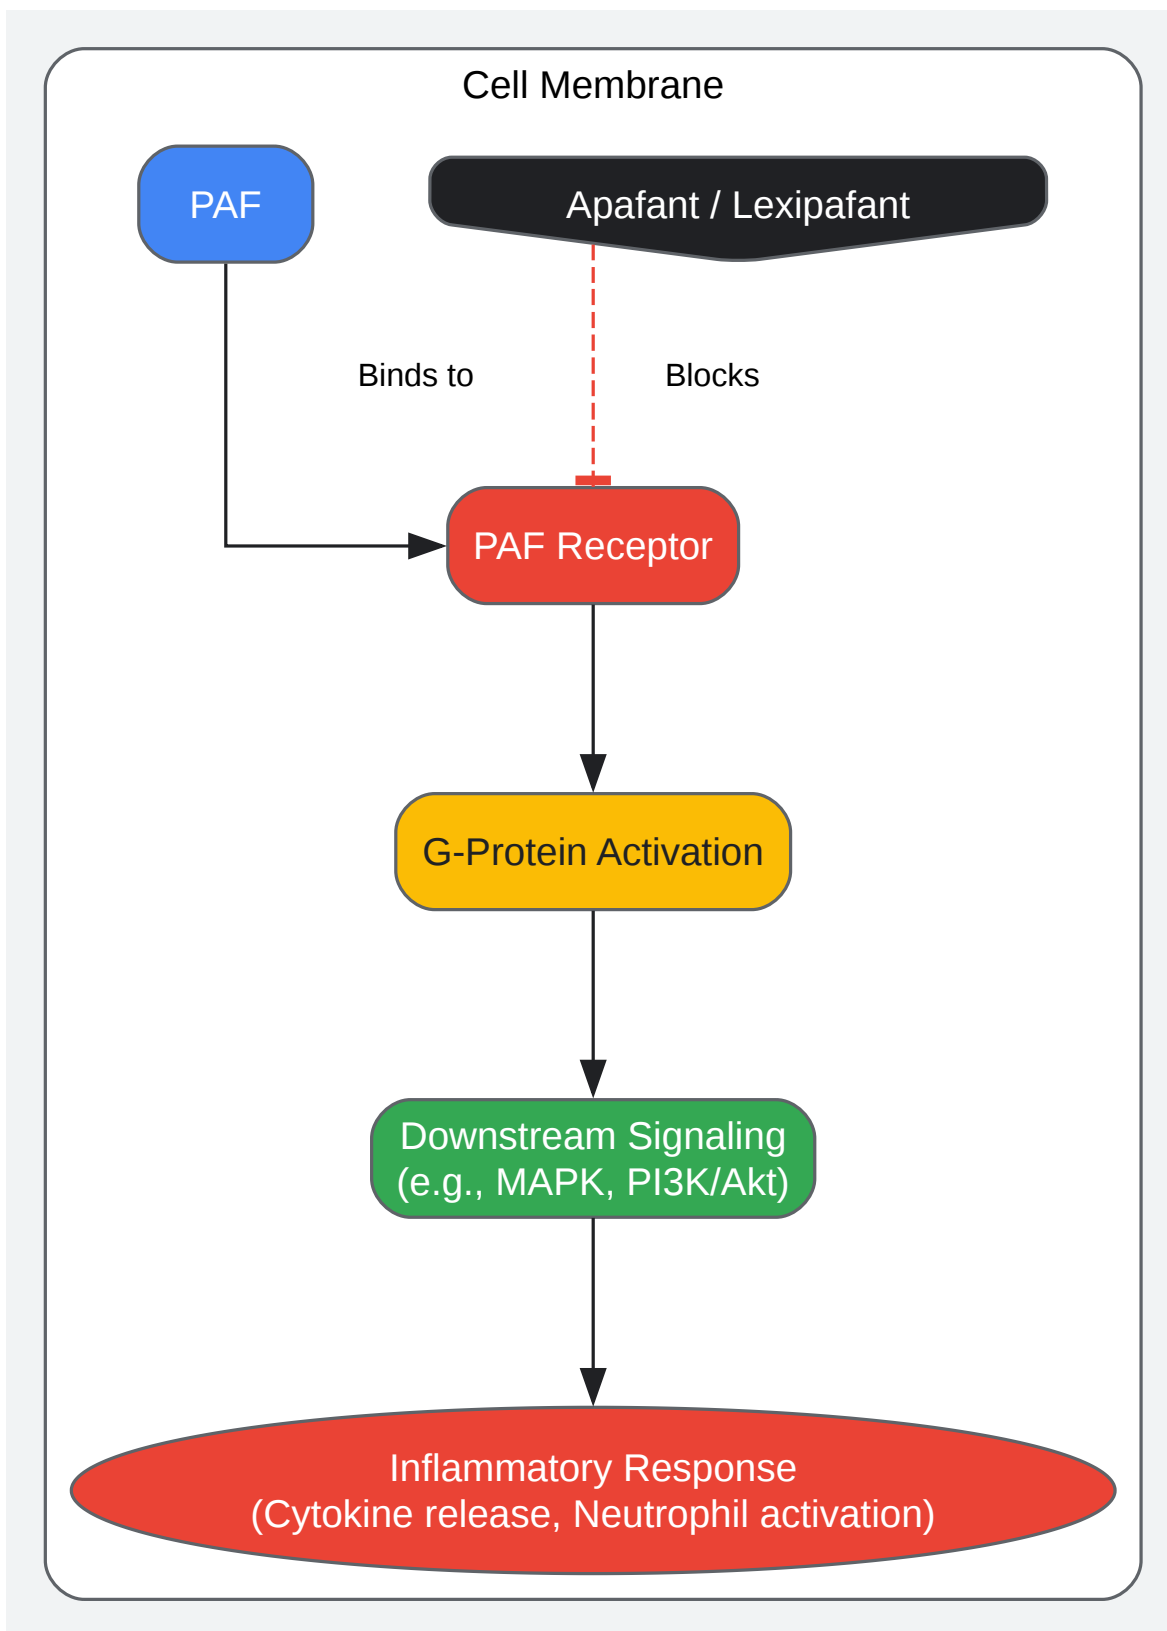 Cell Membrane
PAF
Apafant / Lexipafant
Binds to
Blocks
PAF Receptor
G-Protein Activation
Downstream Signaling
(e.g., MAPK, PI3K/Akt)
Inflammatory Response
(Cytokine release, Neutrophil activation)